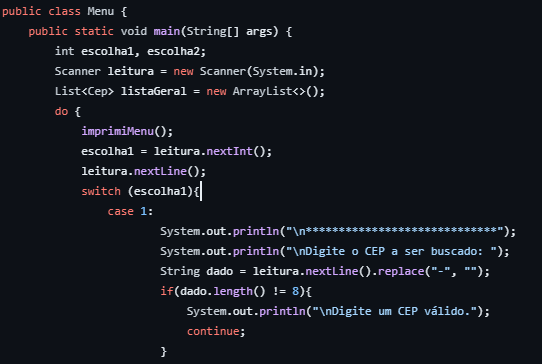 public class Menu {
public static void main(String[] args) {
int escolha1, escolha2;
Scanner leitura = new Scanner(System.in);
List<Cep> listaGeral = new ArrayList<>();
do {
imprimiMenu();
escolha1 = leitura.nextInt();
leitura.nextLine();
switch (escolha1){
case 1:
System.out.println("\n*****************************");
System.out.println("\nDigite o CEP a ser buscado: ");
String dado = leitura.nextLine().replace("-", "");
if(dado.length() != 8){
System.out.println("\nDigite um CEP válido.");
continue;
}